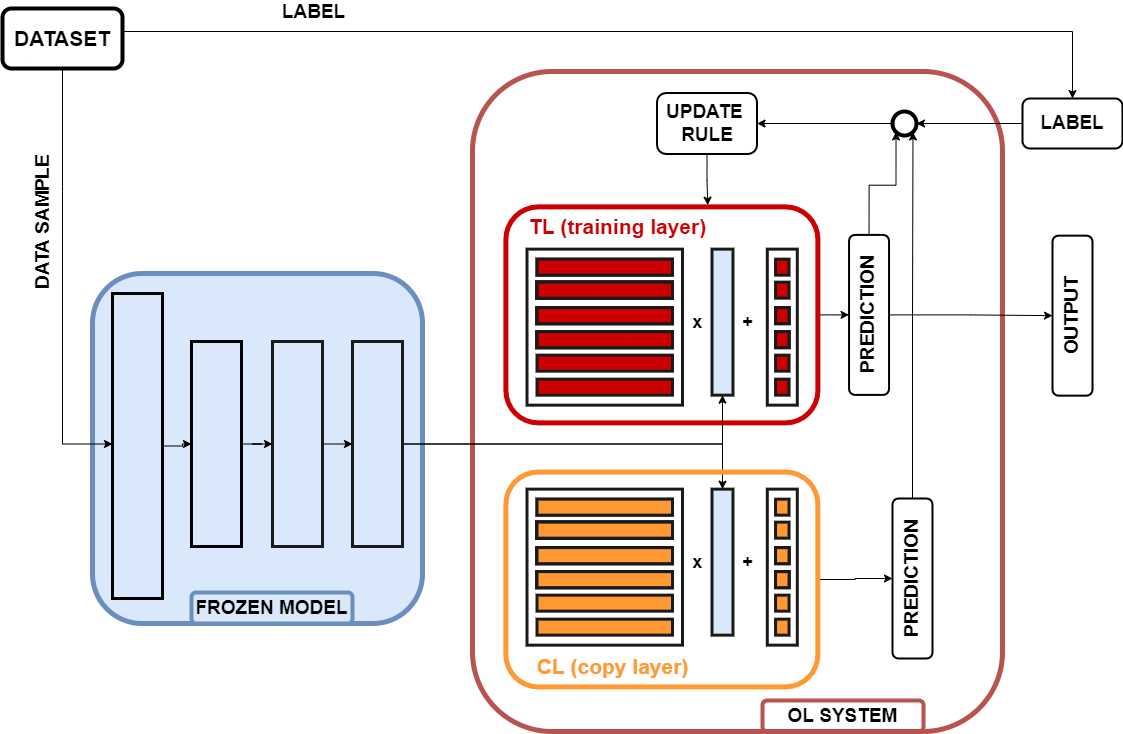 LABEL
DATASET
UPDATE
RULE
LABEL
DATA SAMPLE
TL (training layer)
x
+
PREDICTION
OUTPUT
x
+
PREDICTION
FROZEN MODEL
CL (copy layer)
OL SYSTEM